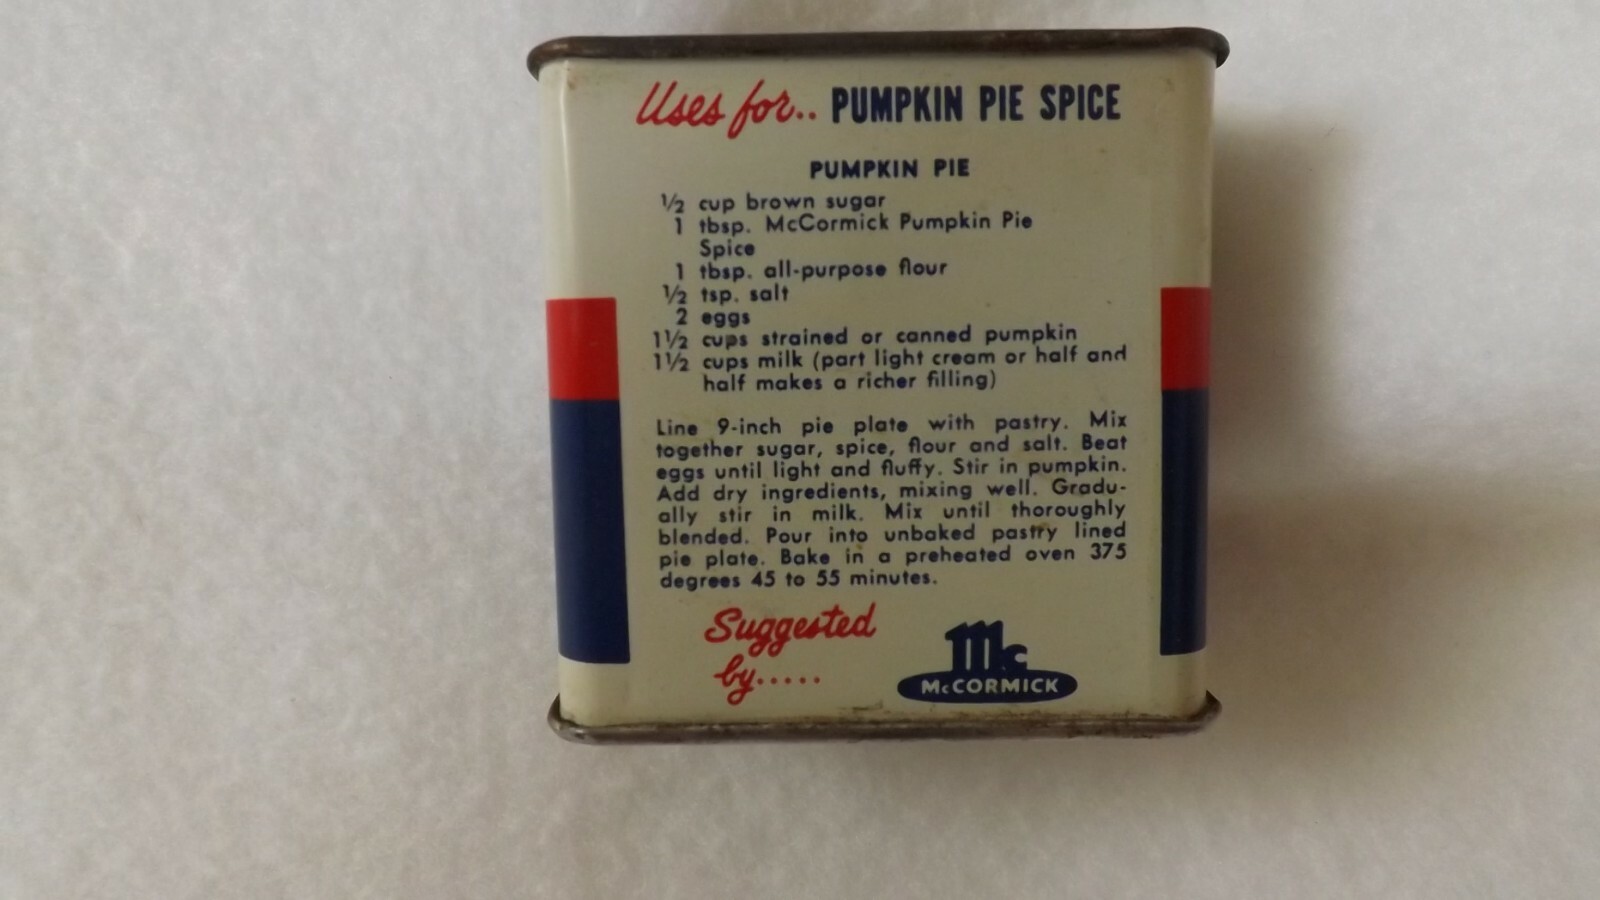 Uses for.. PUMPKIN PIE SPICE
PUMPKIN PIE
½ cup brown sugar
1 tbsp. McCormick Pumpkin Pie
Spice
1 tbsp. all-purpose flour
½ tsp. salt
2 eggs
1½ cups strained or canned pumpkin
1½ cups milk (part light cream or half and
half makes a richer filling)
Line 9-inch pie plate with pastry. Mix
together sugar, spice, flour and salt. Beat
eggs until light and fluffy. Stir in pumpkin.
Add dry ingredients, mixing well. Gradu-
ally stir in milk. Mix until thoroughly
blended. Pour into unbaked pastry lined
pie plate. Bake in a preheated oven 375
degrees 45 to 55 minutes.
Suggested
by.....
Mc
McCORMICK